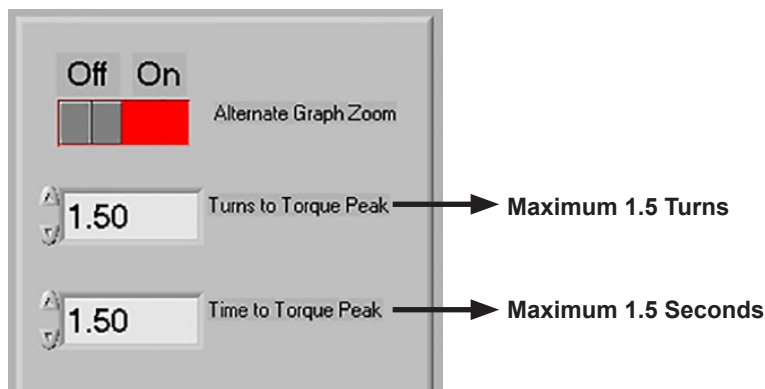 Off On
Alternate Graph Zoom
1.50 Turns to Torque Peak Maximum 1.5 Turns
1.50 Time to Torque Peak Maximum 1.5 Seconds